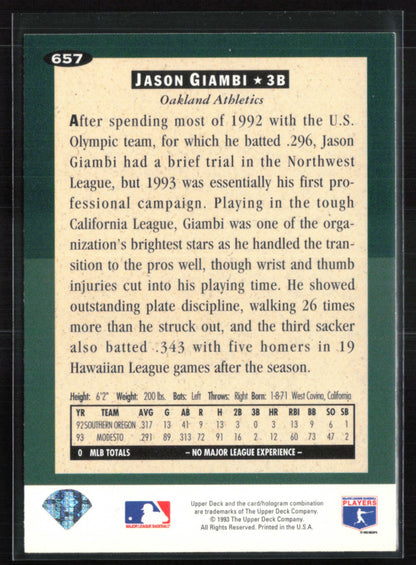 657
JASON GIAMBI ★ 3B
Oakland Athletics
After spending most of 1992 with the U.S.
Olympic team, for which he batted .296, Jason
Giambi had a brief trial in the Northwest
League, but 1993 was essentially his first pro-
fessional campaign. Playing in the tough
California League, Giambi was one of the orga-
nization's brightest stars as he handled the tran-
sition to the pros well, though wrist and thumb
injuries cut into his playing time. He showed
outstanding plate discipline, walking 26 times
more than he struck out, and the third sacker
also batted .343 with five homers in 19
Hawaiian League games after the season.
Height: 6'2" Weight: 200 lbs. Bats: Left Throws: Right Born: 1-8-71 West Covina, California
YR TEAM AVG G AB R H 2B 3B HR RBI BB SO SB
92 SOUTHERN OREGON .317 13 41 9 13 3 0 3 13 9 6 1
93 MODESTO .291 89 313 72 91 16 2 12 60 73 47 2
0 MLB TOTALS – NO MAJOR LEAGUE EXPERIENCE –
Upper Deck and the card/hologram combination
are trademarks of The Upper Deck Company.
© 1993 The Upper Deck Company.
All Rights Reserved. Printed in the U.S.A.
MAJOR LEAGUE BASEBALL
MAJOR LEAGUE BASEBALL
PLAYERS